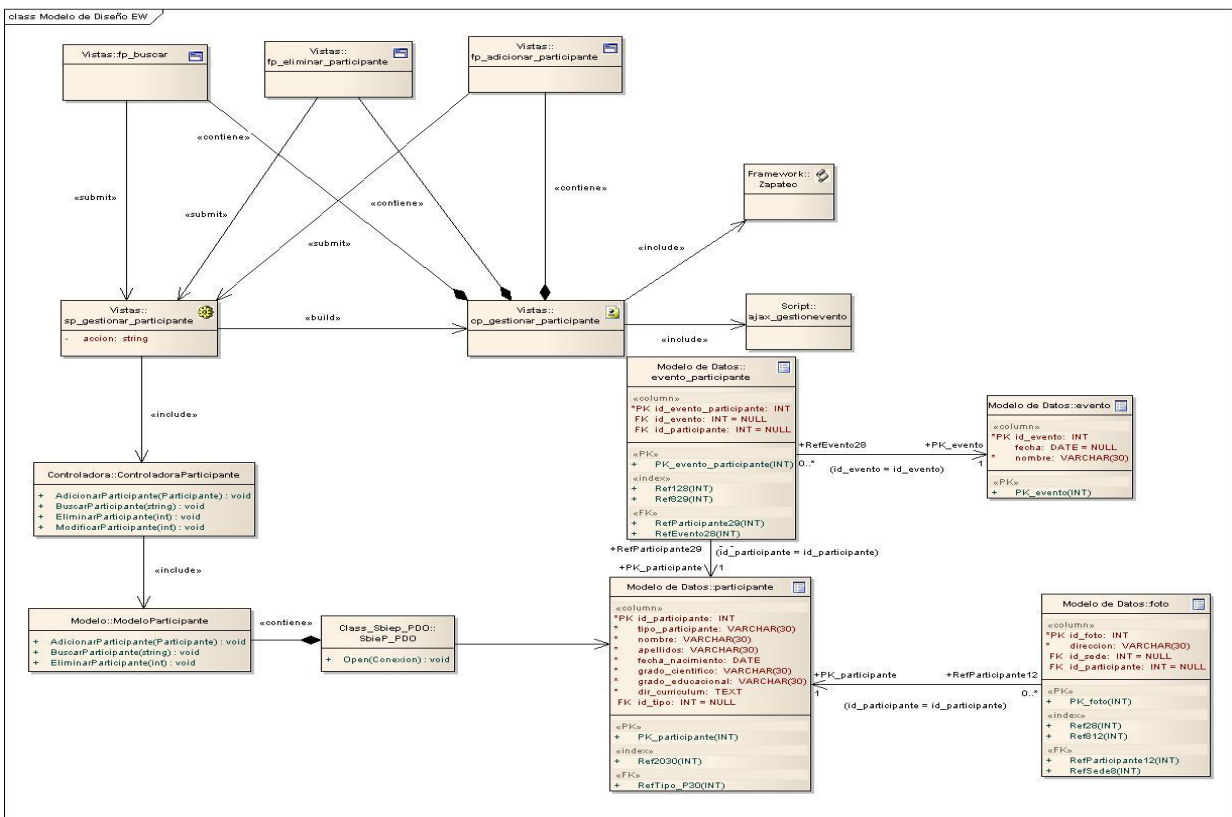 class Modelo de Diseño EW
Vistas::fp_buscar
Vistas::
fp_eliminar_participante
Vistas::
fp_adicionar_participante
«contiene»
«submit»
«submit»
«contiene»
«submit»
«contiene»
Framework::
Zapatec
«include»
Vistas::
sp_gestionar_participante
- accion: string
«build»
Vistas::
cp_gestionar_participante
Script::
ajax_gestionevento
«include»
«include»
Modelo de Datos::
evento_participante
«column»
*PK id_evento_participante: INT
FK id_evento: INT = NULL
FK id_participante: INT = NULL
«PK»
+ PK_evento_participante(INT)
«index»
+ Ref128(INT)
+ Ref829(INT)
«FK»
+ RefParticipante29(INT)
+ RefEvento28(INT)
+RefEvento28
+PK_evento
0..*
(id_evento = id_evento)
1
Modelo de Datos::evento
«column»
*PK id_evento: INT
fecha: DATE = NULL
* nombre: VARCHAR(30)
«PK»
+ PK_evento(INT)
Controladora::ControladoraParticipante
+ AdicionarParticipante(Participante) : void
+ BuscarParticipante(string) : void
+ EliminarParticipante(int) : void
+ ModificarParticipante(int) : void
«include»
+RefParticipante29
0..*
(id_participante = id_participante)
+PK_participante
1
Modelo::ModeloParticipante
+ AdicionarParticipante(Participante) : void
+ BuscarParticipante(string) : void
+ EliminarParticipante(int) : void
«contiene»
Class_Sbiep_PDO::
SbieP_PDO
+ Open(Conexion) : void
Modelo de Datos::participante
«column»
*PK id_participante: INT
* tipo_participante: VARCHAR(30)
* nombre: VARCHAR(30)
* apellidos: VARCHAR(30)
* fecha_nacimiento: DATE
* grado_cientifico: VARCHAR(30)
* grado_educacional: VARCHAR(30)
* dir_curriculum: TEXT
FK id_tipo: INT = NULL
«PK»
+ PK_participante(INT)
«index»
+ Ref2030(INT)
«FK»
+ RefTipo_P30(INT)
+PK_participante
+RefParticipante12
1
0..*
(id_participante = id_participante)
Modelo de Datos::foto
«column»
*PK id_foto: INT
* direccion: VARCHAR(30)
FK id_sede: INT = NULL
FK id_participante: INT = NULL
«PK»
+ PK_foto(INT)
«index»
+ Ref28(INT)
+ Ref812(INT)
«FK»
+ RefParticipante12(INT)
+ RefSede8(INT)